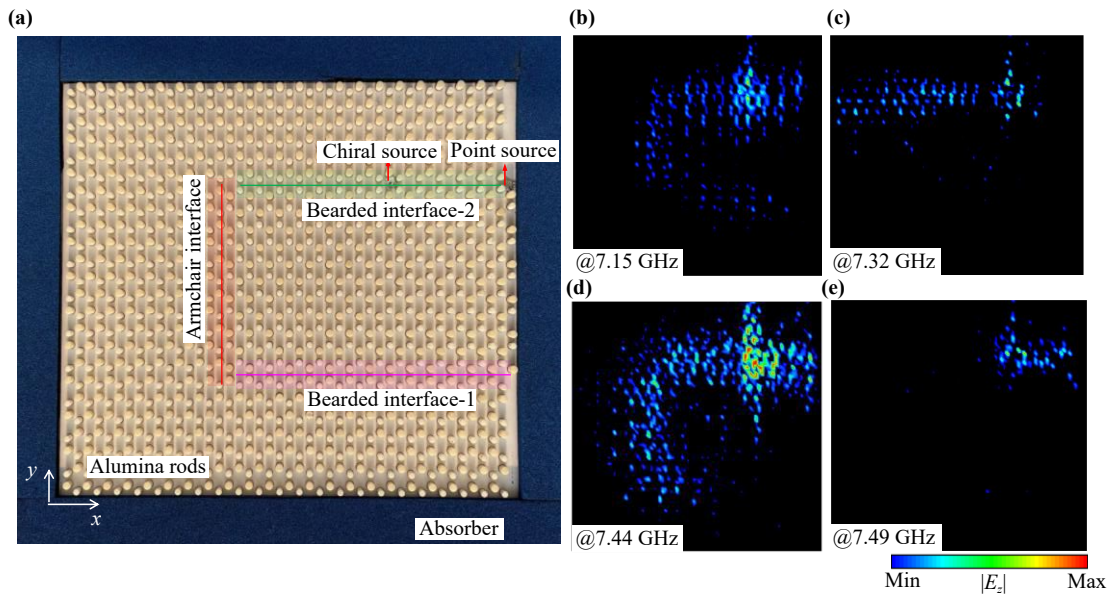 (a)
Chiral source
Point source
Armchair interface
Bearded interface-2
Bearded interface-1
Alumina rods
y
x
Absorber
(b)
@7.15 GHz
(c)
@7.32 GHz
(d)
@7.44 GHz
(e)
@7.49 GHz
Min
|E_z|
Max